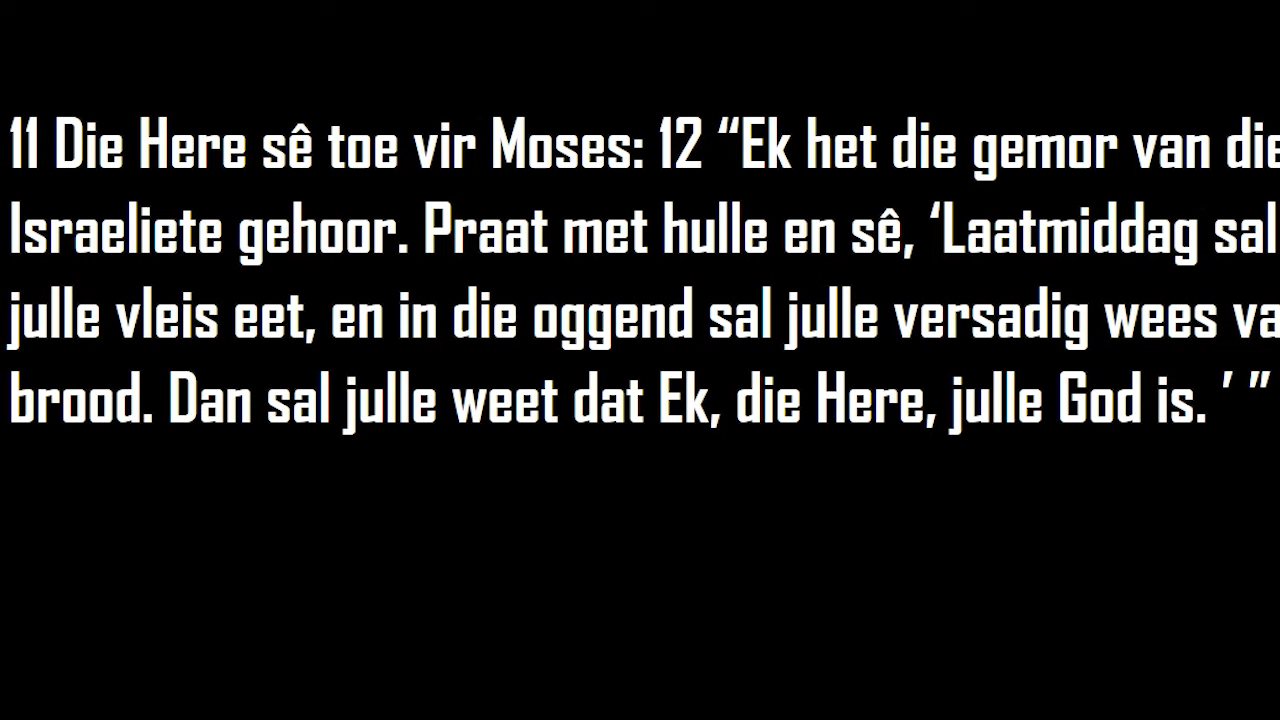 11 Die Here sê toe vir Moses: 12 “Ek het die gemor van die
Israeliete gehoor. Praat met hulle en sê, ‘Laatmiddag sal
julle vleis eet, en in die oggend sal julle versadig wees va
brood. Dan sal julle weet dat Ek, die Here, julle God is. ’ ”